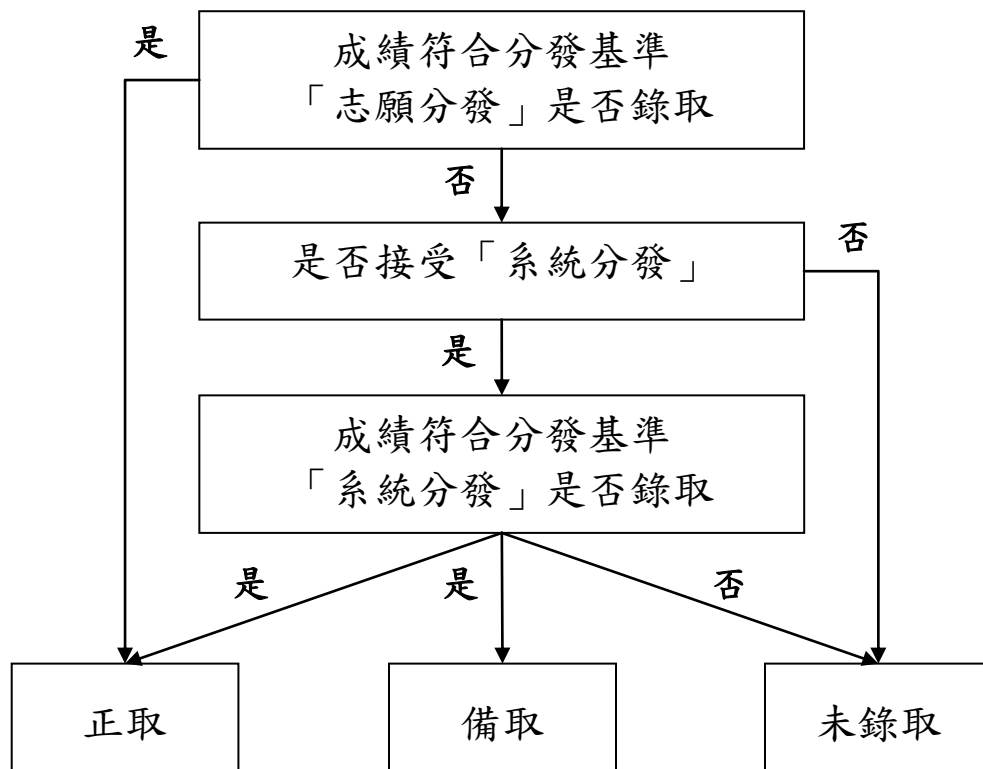 是
成績符合分發基準
「志願分發」是否錄取
否
是否接受「系統分發」
否
是
成績符合分發基準
「系統分發」是否錄取
是
是
否
正取
備取
未錄取